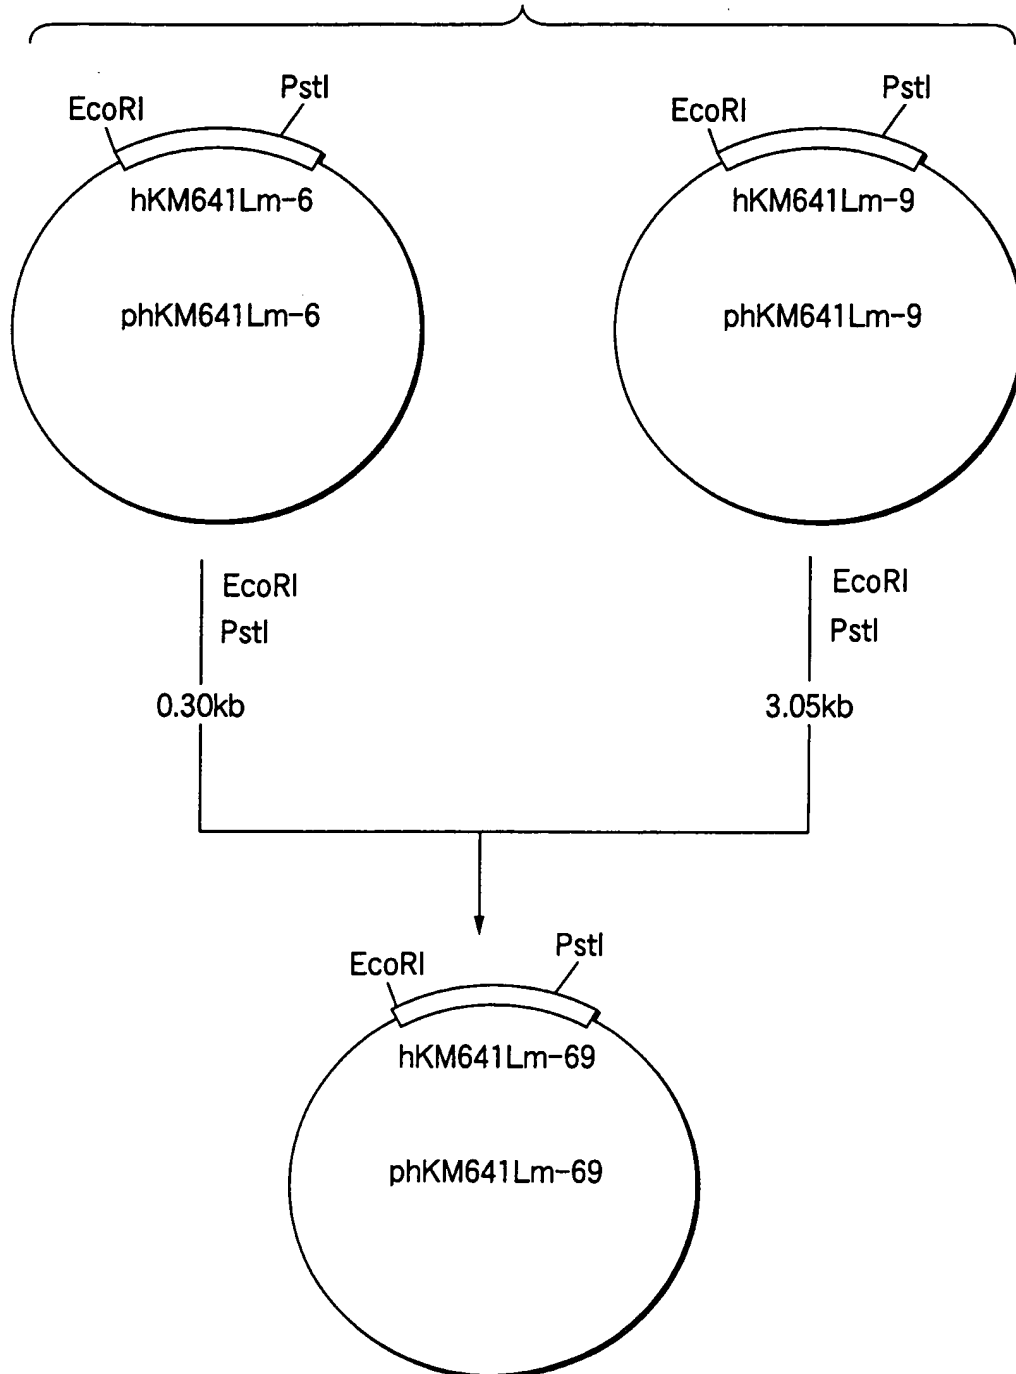 EcoRI
PstI
hKM641Lm-6
phKM641Lm-6
EcoRI
PstI
hKM641Lm-9
phKM641Lm-9
EcoRI
PstI
0.30kb
EcoRI
PstI
3.05kb
EcoRI
PstI
hKM641Lm-69
phKM641Lm-69